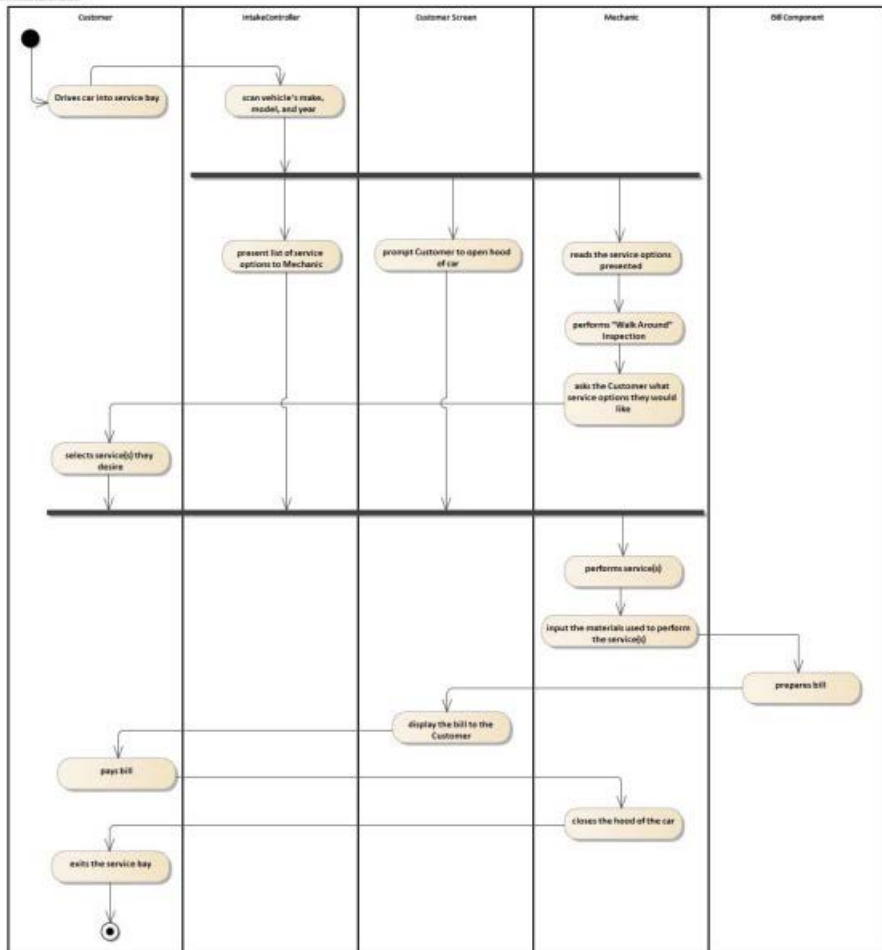 Customer
IntakeController
Customer Screen
Mechanic
Bill Component
Drives car into service bay
scan vehicle's make,
model, and year
present list of service
options to Mechanic
prompt Customer to open hood
of car
reads the service options
presented
performs "Walk Around"
Inspection
asks the Customer what
service options they would
like
selects service(s) they
desire
performs service(s)
input the materials used to perform
the service(s)
prepares bill
display the bill to the
Customer
pays bill
closes the hood of the car
exits the service bay